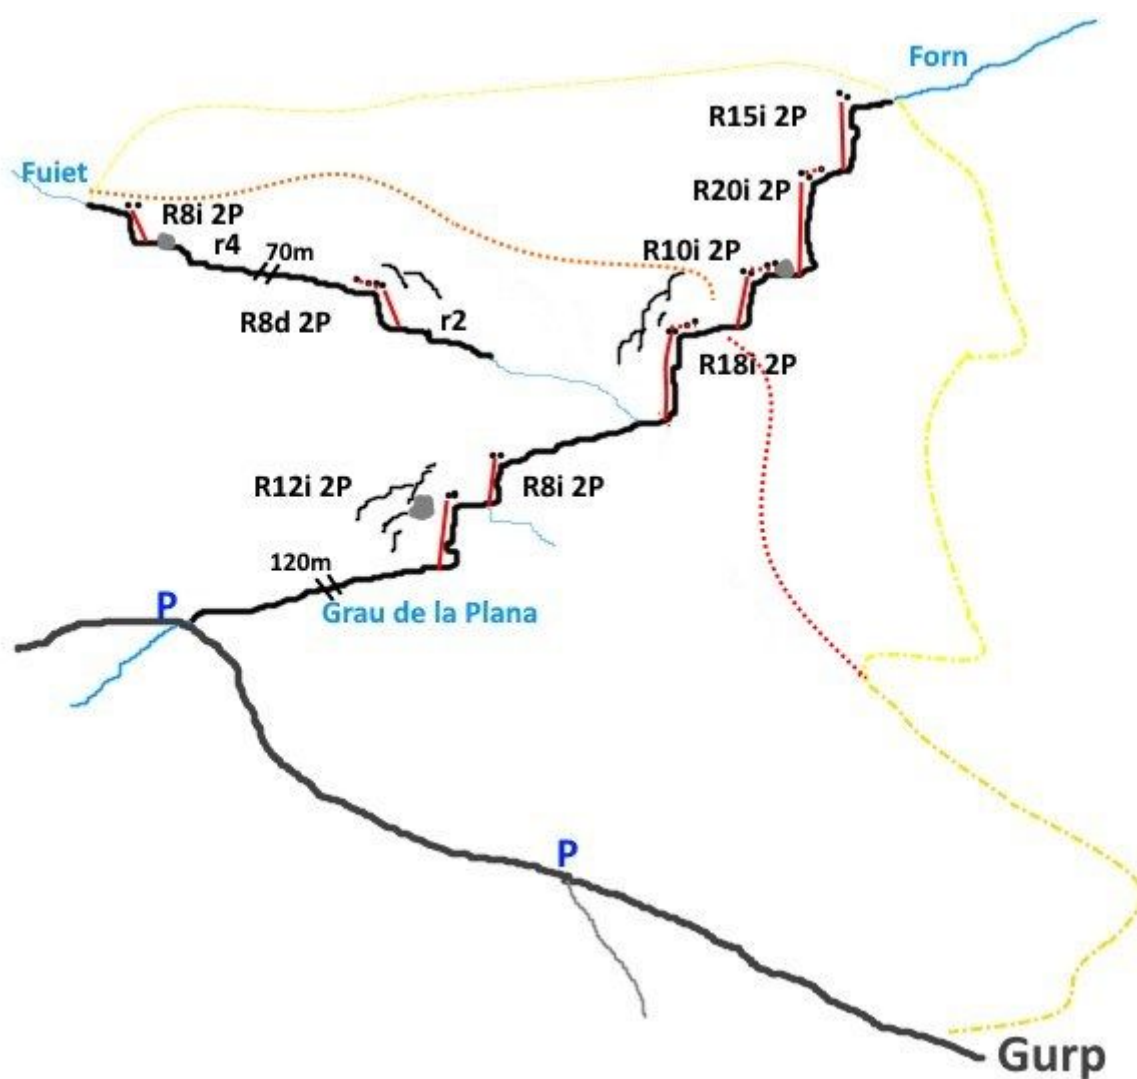 Forn
R15i 2P
Fuiet
R20i 2P
R8i 2P
r4
70m
R10i 2P
R8d 2P
r2
R18i 2P
R12i 2P
R8i 2P
120m
P
Grau de la Plana
P
Gurp